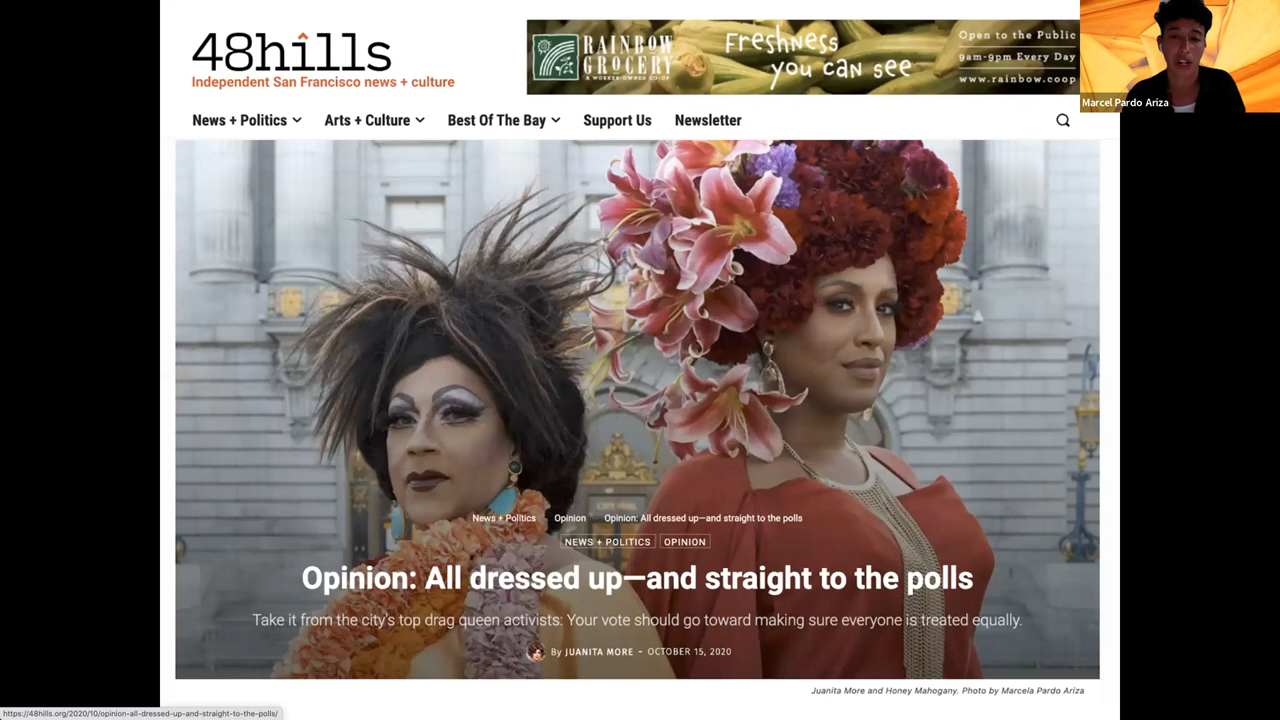 48hills
Independent San Francisco news + culture
RAINBOW
GROCERY
A WORKER-OWNED CO-OP
Freshness
you can see
Open to the Public
9am-9pm Every Day
www.rainbow.coop
Marcel Pardo Ariza
News + Politics
Arts + Culture
Best Of The Bay
Support Us
Newsletter
News + Politics
Opinion
Opinion: All dressed up—and straight to the polls
NEWS + POLITICS
OPINION
Opinion: All dressed up—and straight to the polls
Take it from the city's top drag queen activists: Your vote should go toward making sure everyone is treated equally.
By JUANITA MORE - OCTOBER 15, 2020
Juanita More and Honey Mahogany. Photo by Marcela Pardo Ariza
https://48hills.org/2020/10/opinion-all-dressed-up-and-straight-to-the-polls/